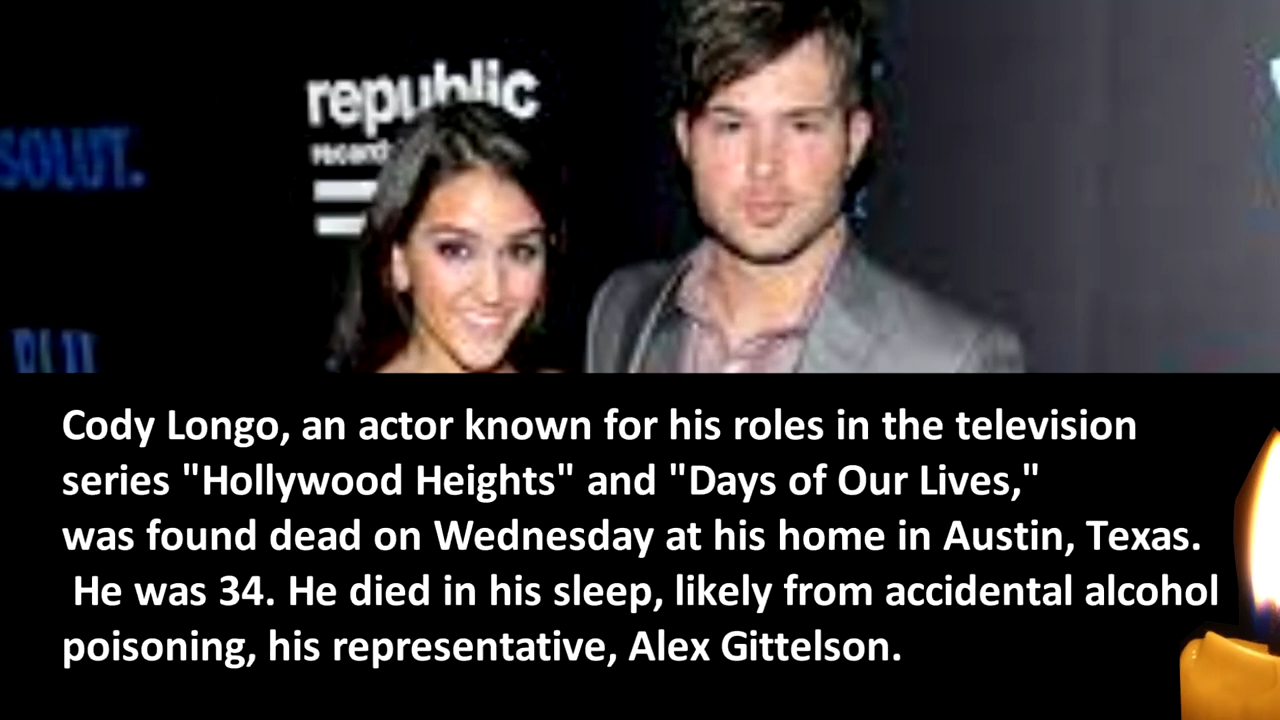 republic
records
SOLUT.
Cody Longo, an actor known for his roles in the television
series "Hollywood Heights" and "Days of Our Lives,"
was found dead on Wednesday at his home in Austin, Texas.
He was 34. He died in his sleep, likely from accidental alcohol
poisoning, his representative, Alex Gittelson.